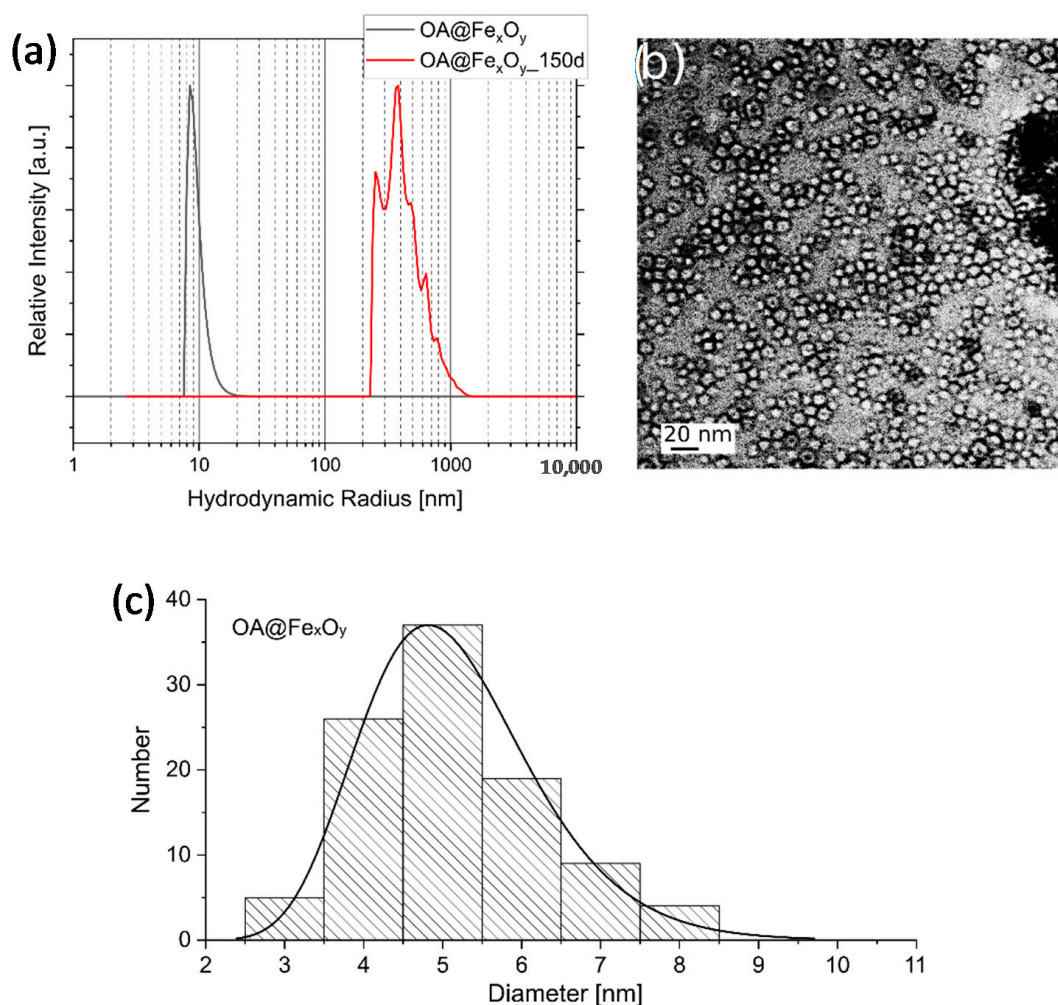 (a)
OA@FexOy
OA@FexOy_150d
Relative Intensity [a.u.]
1 10 100 1000 10,000
Hydrodynamic Radius [nm]
(b)
20 nm
(c)
OA@FexOy
40
30
20
10
0
Number
2 3 4 5 6 7 8 9 10 11
Diameter [nm]